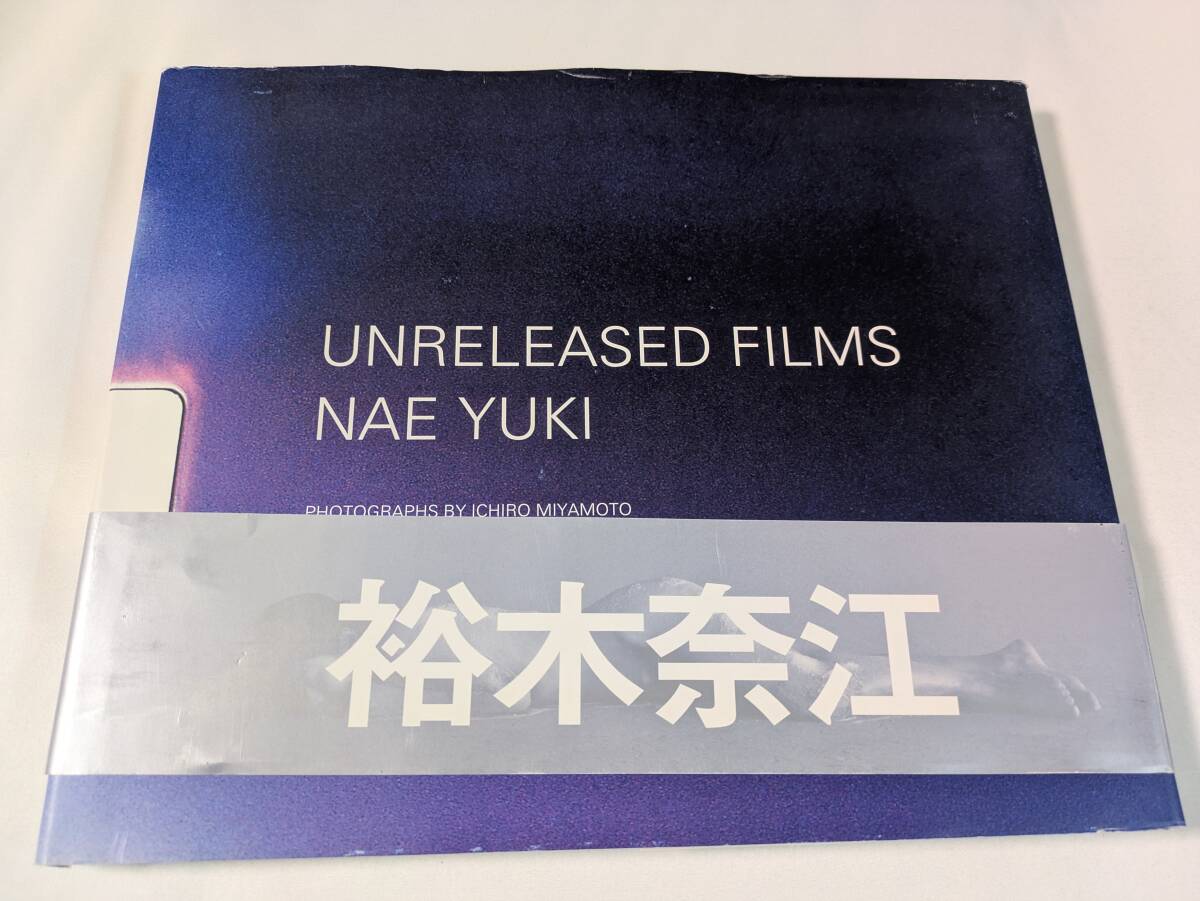 UNRELEASED FILMS
NAE YUKI
PHOTOGRAPHS BY ICHIRO MIYAMOTO
裕木奈江